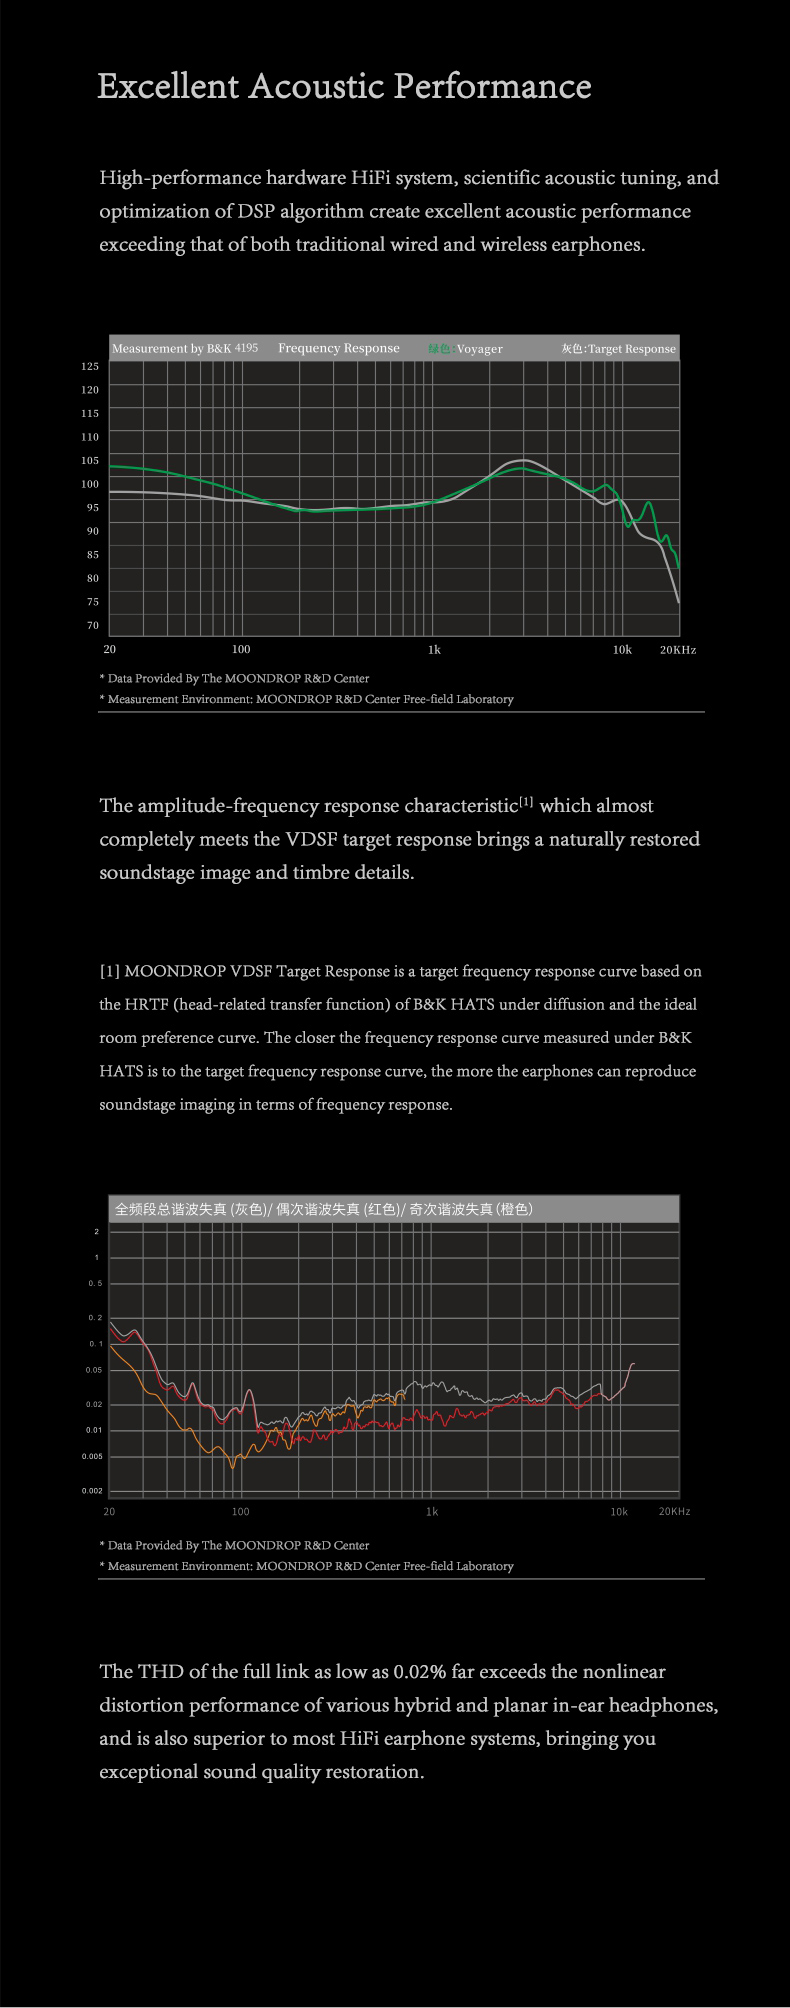 Excellent Acoustic Performance
High-performance hardware HiFi system, scientific acoustic tuning, and
optimization of DSP algorithm create excellent acoustic performance
exceeding that of both traditional wired and wireless earphones.
Measurement by B&K 4195 Frequency Response 绿色: Voyager 灰色:Target Response
125
120
115
110
105
100
95
90
85
80
75
70
20 100 1k 10k 20KHz
* Data Provided By The MOONDROP R&D Center
* Measurement Environment: MOONDROP R&D Center Free-field Laboratory
The amplitude-frequency response characteristic[1] which almost
completely meets the VDSF target response brings a naturally restored
soundstage image and timbre details.
[1] MOONDROP VDSF Target Response is a target frequency response curve based on
the HRTF (head-related transfer function) of B&K HATS under diffusion and the ideal
room preference curve. The closer the frequency response curve measured under B&K
HATS is to the target frequency response curve, the more the earphones can reproduce
soundstage imaging in terms of frequency response.
全频段总谐波失真 (灰色)/ 偶次谐波失真 (红色)/ 奇次谐波失真 (橙色)
2
1
0.5
0.2
0.1
0.05
0.02
0.01
0.005
0.002
20 100 1k 10k 20KHz
* Data Provided By The MOONDROP R&D Center
* Measurement Environment: MOONDROP R&D Center Free-field Laboratory
The THD of the full link as low as 0.02% far exceeds the nonlinear
distortion performance of various hybrid and planar in-ear headphones,
and is also superior to most HiFi earphone systems, bringing you
exceptional sound quality restoration.